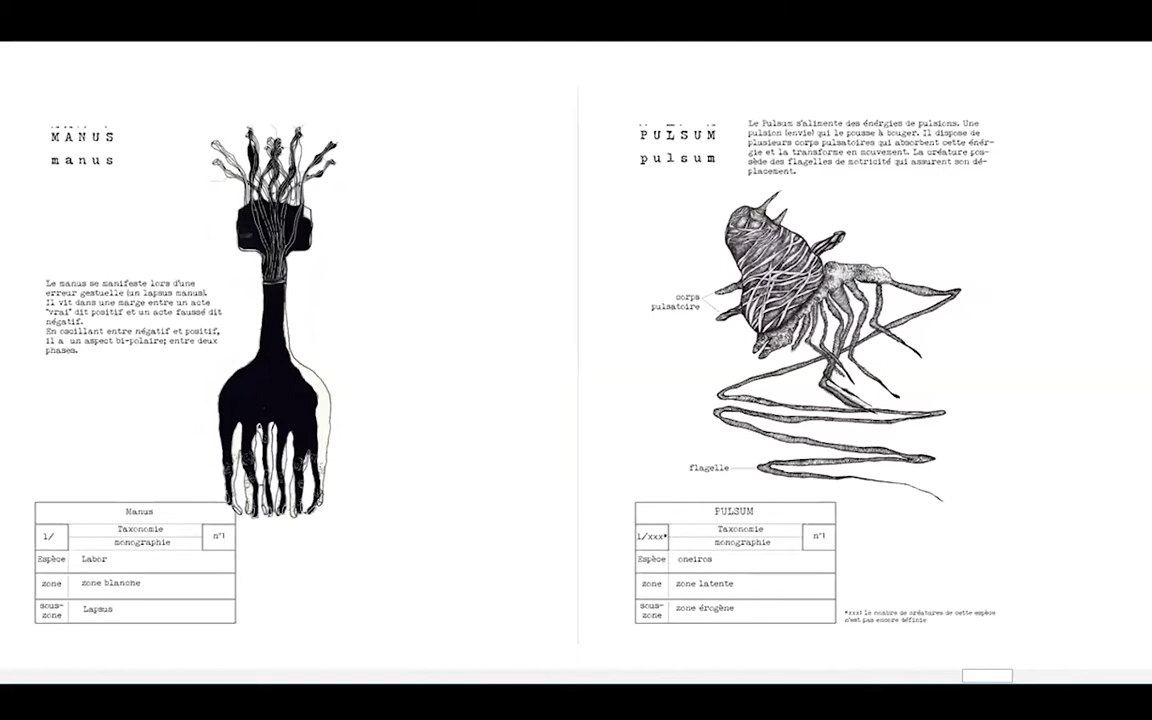 MANUS
manus
Le manus se manifeste lors d'une
erreur gestuelle (un lapsus manus).
Il vit dans une marge entre un acte
"vrai" dit positif et un acte faussé dit
négatif.
En oscillant entre négatif et positif,
il a un aspect bi-polaire; entre deux
phases.
Manus
1/
Taxonomie
monographie
n°1
Espèce
Labor
zone
zone blanche
sous-
zone
Lapsus
PULSUM
pulsum
Le Pulsum s'alimente des énérgies de pulsions. Une
pulsion (envie) qui le pousse à bouger. Il dispose de
plusieurs corps pulsatoires qui absorbent cette énér-
gie et la transforme en mouvement. La créature pos-
sède des flagelles de motricité qui assurent son dé-
placement.
corps
pulsatoire
flagelle
PULSUM
1/xxx*
Taxonomie
monographie
n°1
Espèce
oneiros
zone
zone latente
sous-
zone
zone érogène
*xxx: le nombre de créatures de cette espèce
n'est pas encore définie